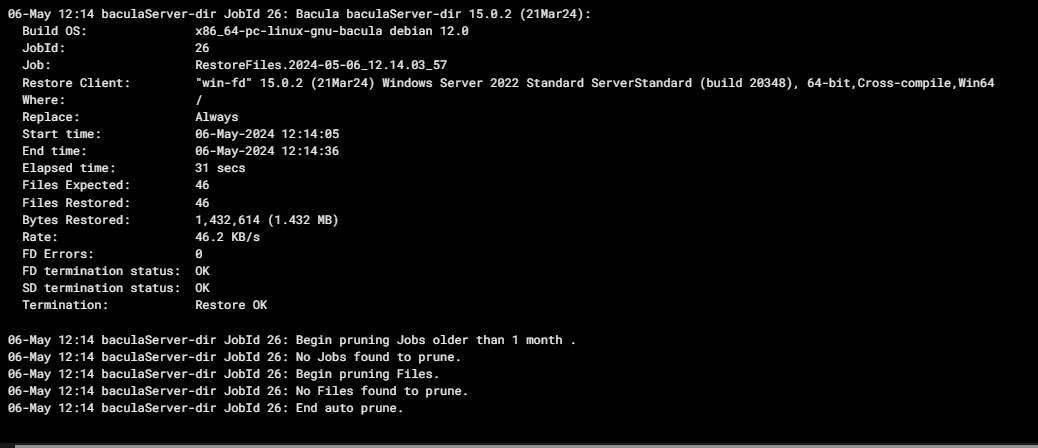 06-May 12:14 baculaServer-dir JobId 26: Bacula baculaServer-dir 15.0.2 (21Mar24):
  Build OS:               x86_64-pc-linux-gnu-bacula debian 12.0
  JobId:                  26
  Job:                    RestoreFiles.2024-05-06_12.14.03_57
  Restore Client:         "win-fd" 15.0.2 (21Mar24) Windows Server 2022 Standard ServerStandard (build 20348), 64-bit,Cross-compile,Win64
  Where:                  /
  Replace:                Always
  Start time:             06-May-2024 12:14:05
  End time:               06-May-2024 12:14:36
  Elapsed time:           31 secs
  Files Expected:         46
  Files Restored:         46
  Bytes Restored:         1,432,614 (1.432 MB)
  Rate:                   46.2 KB/s
  FD Errors:              0
  FD termination status:  OK
  SD termination status:  OK
  Termination:            Restore OK

06-May 12:14 baculaServer-dir JobId 26: Begin pruning Jobs older than 1 month .
06-May 12:14 baculaServer-dir JobId 26: No Jobs found to prune.
06-May 12:14 baculaServer-dir JobId 26: Begin pruning Files.
06-May 12:14 baculaServer-dir JobId 26: No Files found to prune.
06-May 12:14 baculaServer-dir JobId 26: End auto prune.